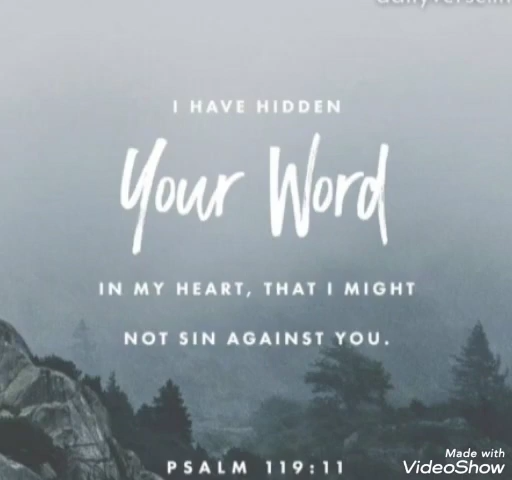 I HAVE HIDDEN
Your Word
IN MY HEART, THAT I MIGHT
NOT SIN AGAINST YOU.
PSALM 119:11
Made with
VideoShow